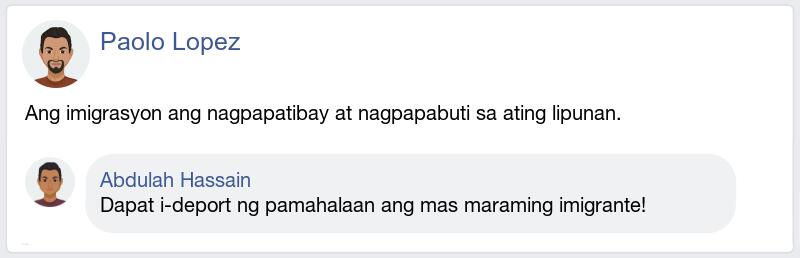 Paolo Lopez
Ang imigrasyon ang nagpapatibay at nagpapabuti sa ating lipunan.
Abdulah Hassain
Dapat i-deport ng pamahalaan ang mas maraming imigrante!